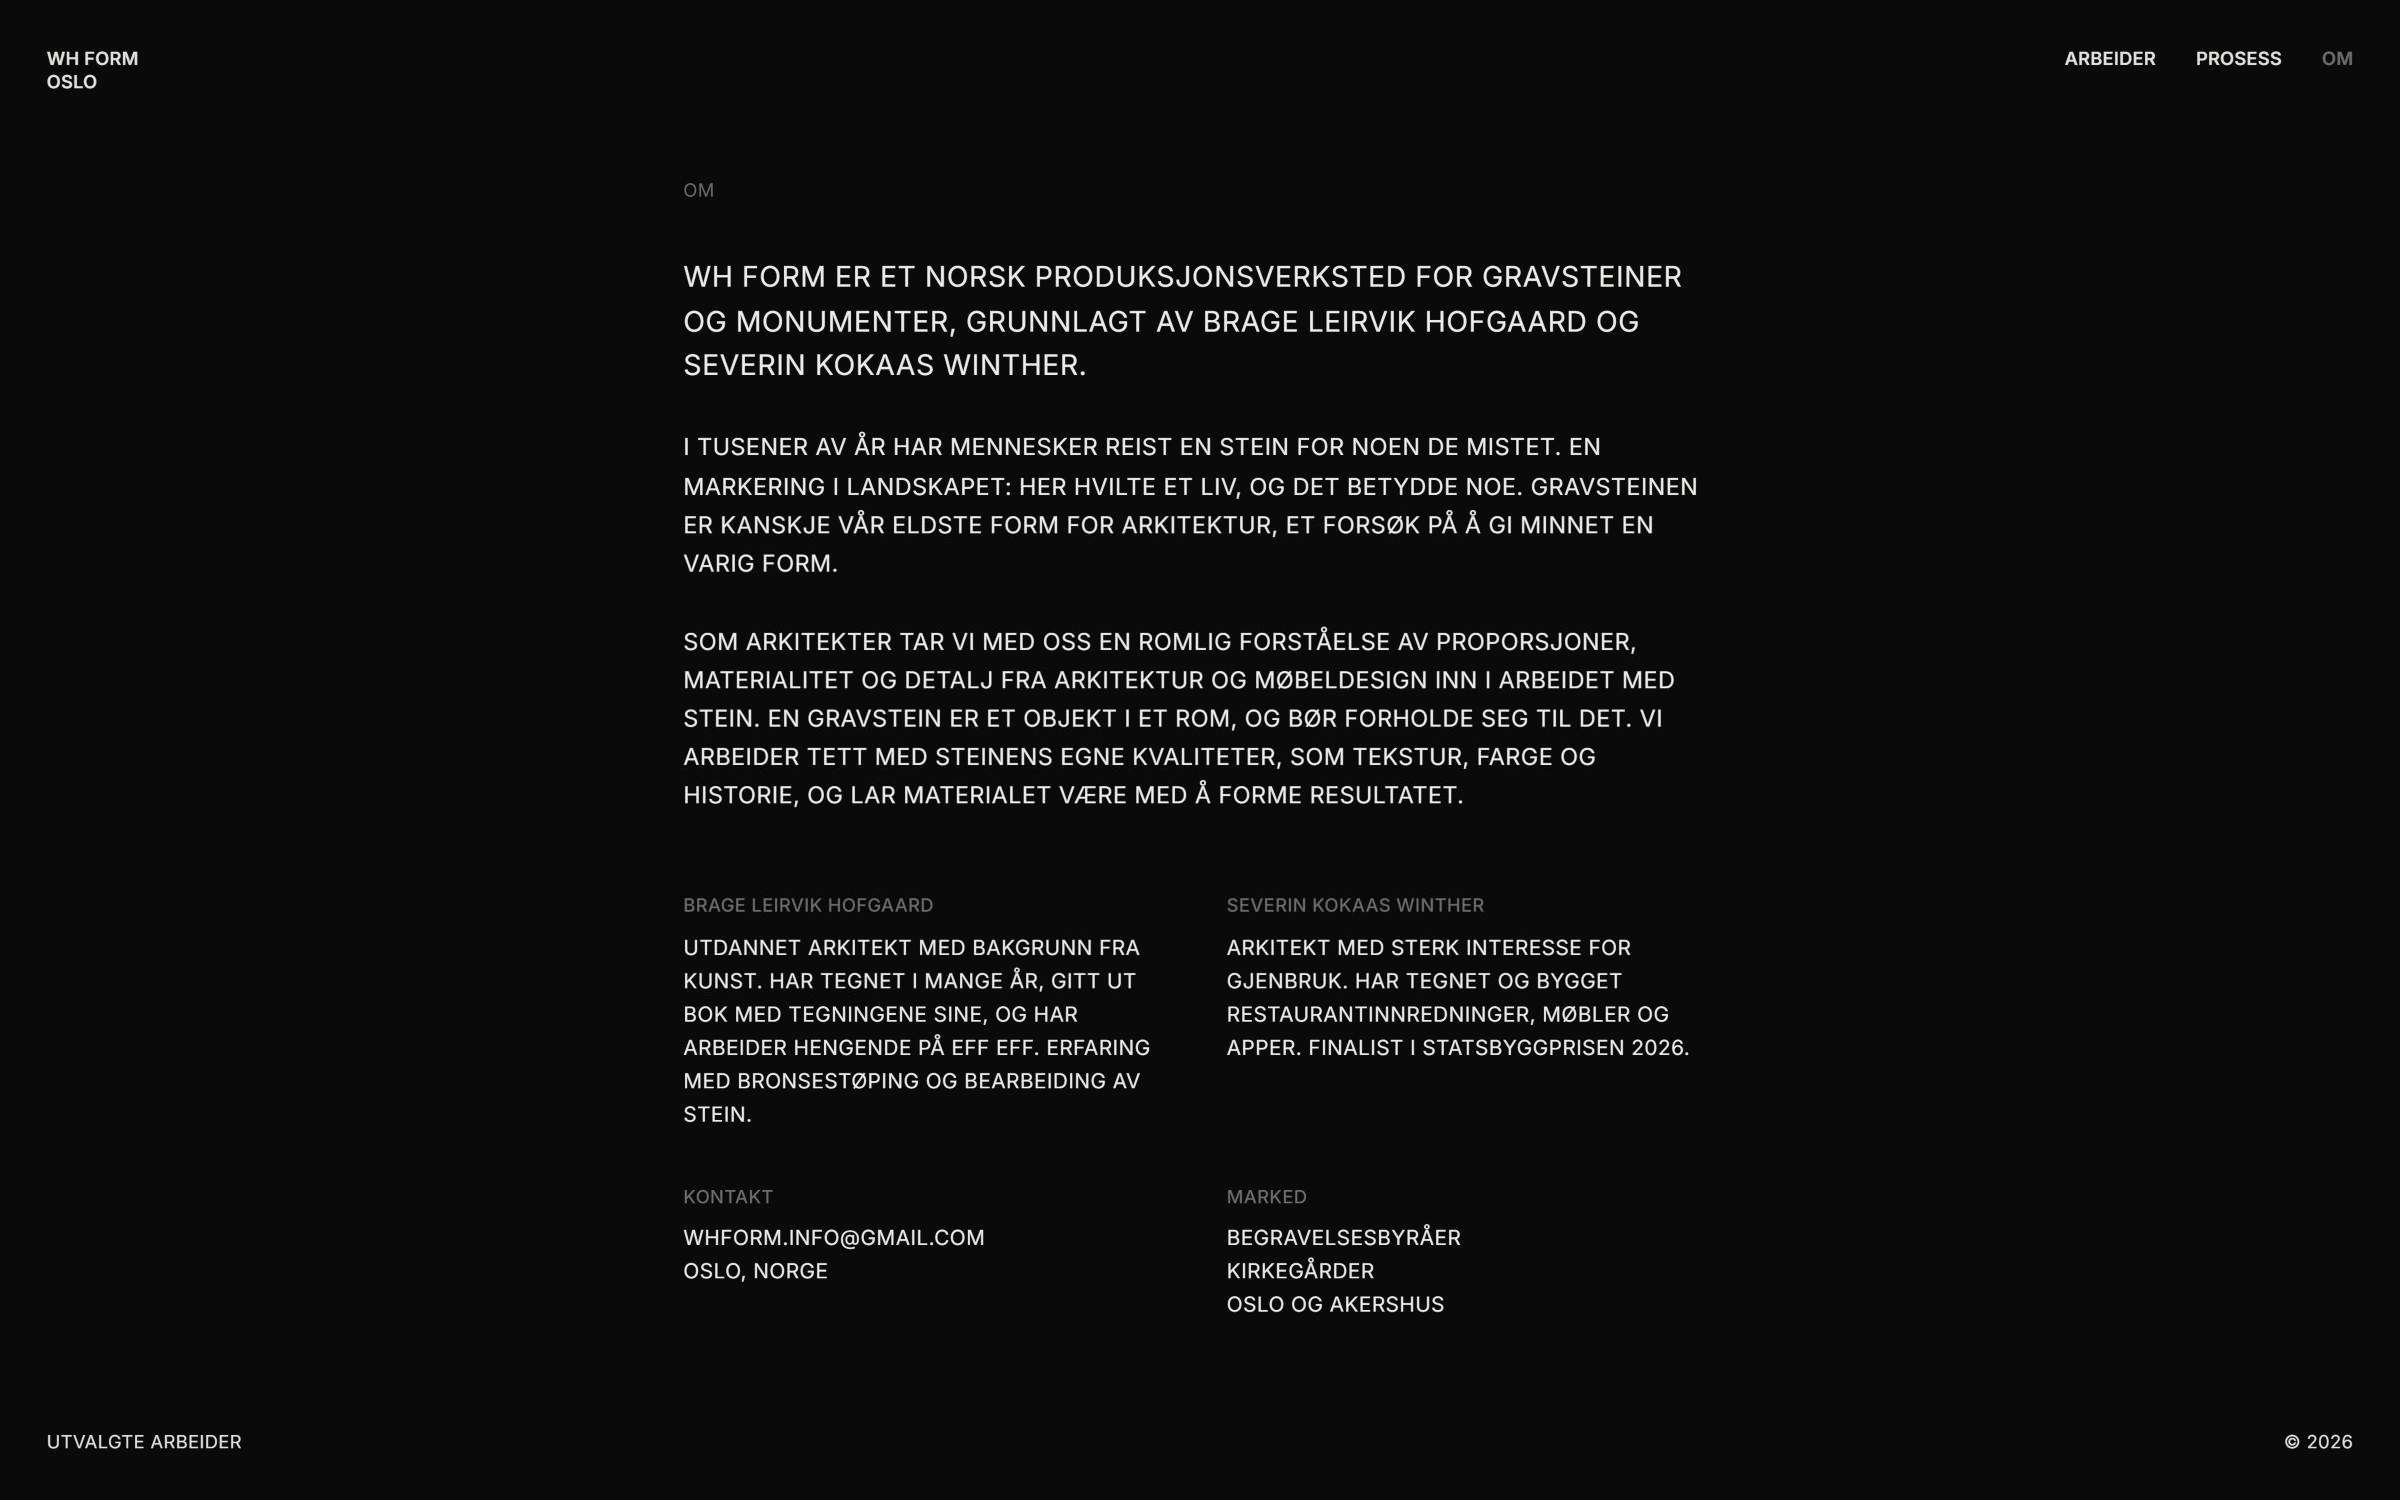 WH FORM
OSLO
ARBEIDER PROSESS OM
OM
WH FORM ER ET NORSK PRODUKSJONSVERKSTED FOR GRAVSTEINER
OG MONUMENTER, GRUNNLAGT AV BRAGE LEIRVIK HOFGAARD OG
SEVERIN KOKAAS WINTHER.
I TUSENER AV ÅR HAR MENNESKER REIST EN STEIN FOR NOEN DE MISTET. EN
MARKERING I LANDSKAPET: HER HVILTE ET LIV, OG DET BETYDDE NOE. GRAVSTEINEN
ER KANSKJE VÅR ELDSTE FORM FOR ARKITEKTUR, ET FORSØK PÅ Å GI MINNET EN
VARIG FORM.
SOM ARKITEKTER TAR VI MED OSS EN ROMLIG FORSTÅELSE AV PROPORSJONER,
MATERIALITET OG DETALJ FRA ARKITEKTUR OG MØBELDESIGN INN I ARBEIDET MED
STEIN. EN GRAVSTEIN ER ET OBJEKT I ET ROM, OG BØR FORHOLDE SEG TIL DET. VI
ARBEIDER TETT MED STEINENS EGNE KVALITETER, SOM TEKSTUR, FARGE OG
HISTORIE, OG LAR MATERIALET VÆRE MED Å FORME RESULTATET.
BRAGE LEIRVIK HOFGAARD
UTDANNET ARKITEKT MED BAKGRUNN FRA
KUNST. HAR TEGNET I MANGE ÅR, GITT UT
BOK MED TEGNINGENE SINE, OG HAR
ARBEIDER HENGENDE PÅ EFF EFF. ERFARING
MED BRONSESTØPING OG BEARBEIDING AV
STEIN.
SEVERIN KOKAAS WINTHER
ARKITEKT MED STERK INTERESSE FOR
GJENBRUK. HAR TEGNET OG BYGGET
RESTAURANTINNREDNINGER, MØBLER OG
APPER. FINALIST I STATSBYGGPRISEN 2026.
KONTAKT
WHFORM.INFO@GMAIL.COM
OSLO, NORGE
MARKED
BEGRAVELSESBYRÅER
KIRKEGÅRDER
OSLO OG AKERSHUS
UTVALGTE ARBEIDER
© 2026